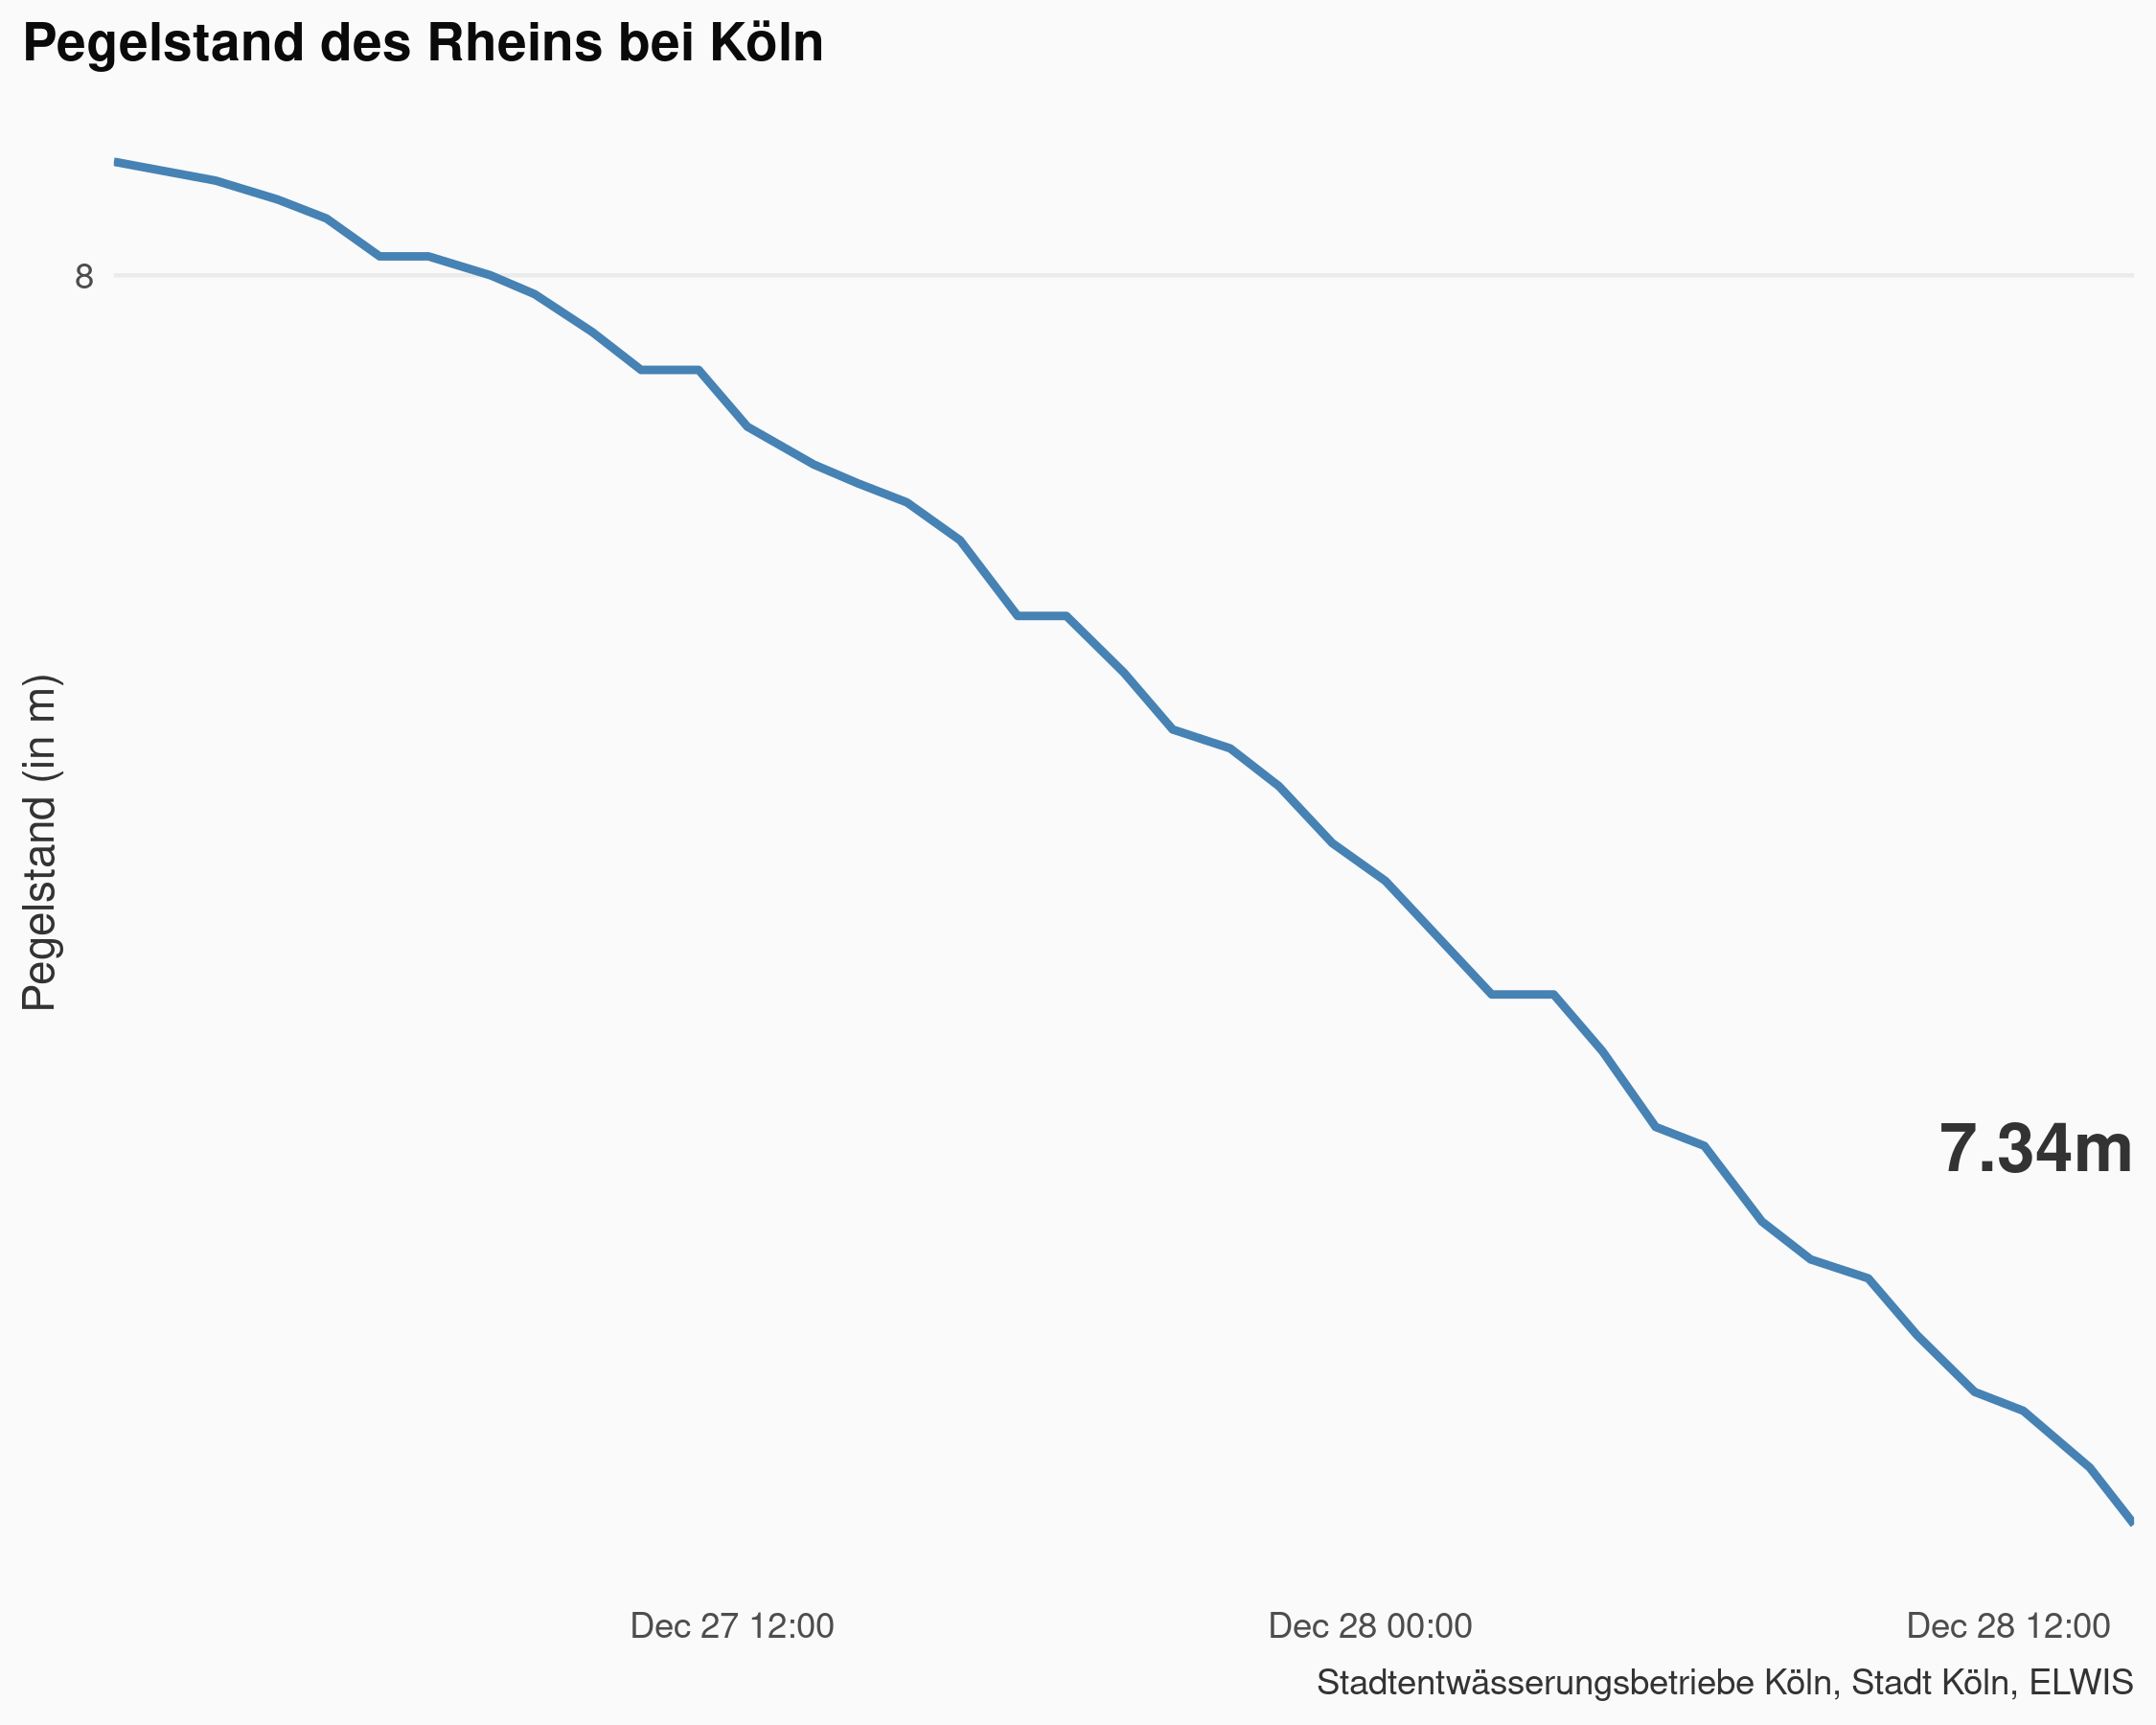 Pegelstand des Rheins bei Köln
8
Pegelstand (in m)
7.34m
Dec 27 12:00
Dec 28 00:00
Dec 28 12:00
Stadtentwässerungsbetriebe Köln, Stadt Köln, ELWIS